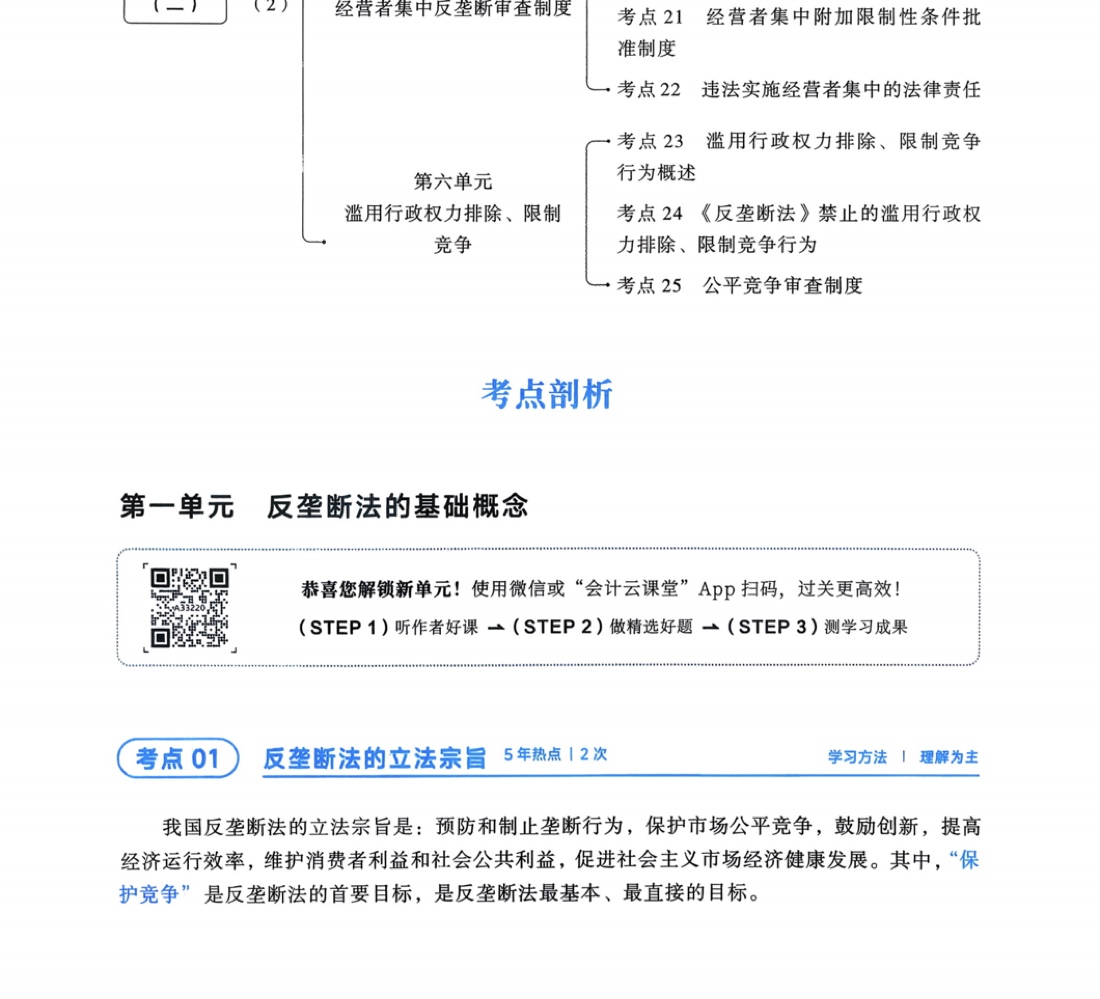 （二）
（2）
经营者集中反垄断审查制度
考点 21 经营者集中附加限制性条件批
准制度
考点 22 违法实施经营者集中的法律责任
第六单元
滥用行政权力排除、限制
竞争
考点 23 滥用行政权力排除、限制竞争
行为概述
考点 24 《反垄断法》禁止的滥用行政权
力排除、限制竞争行为
考点 25 公平竞争审查制度
考点剖析
第一单元 反垄断法的基础概念
A33220
恭喜您解锁新单元！使用微信或“会计云课堂”App 扫码，过关更高效！
（STEP 1）听作者好课 ⇀（STEP 2）做精选好题 ⇀（STEP 3）测学习成果
考点 01 反垄断法的立法宗旨 5 年热点｜2 次 学习方法 ｜ 理解为主
我国反垄断法的立法宗旨是：预防和制止垄断行为，保护市场公平竞争，鼓励创新，提高
经济运行效率，维护消费者利益和社会公共利益，促进社会主义市场经济健康发展。其中，“保
护竞争” 是反垄断法的首要目标，是反垄断法最基本、最直接的目标。